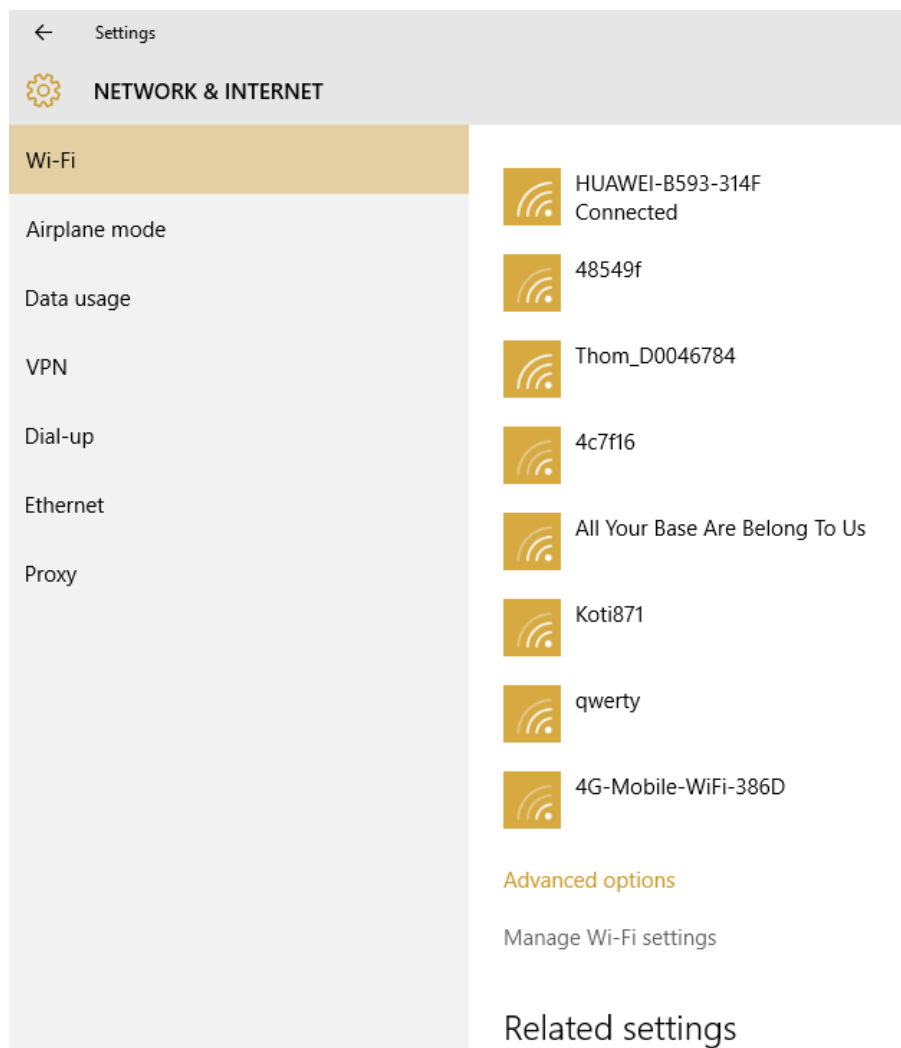 Settings
NETWORK & INTERNET
Wi-Fi
Airplane mode
Data usage
VPN
Dial-up
Ethernet
Proxy
HUAWEI-B593-314F
Connected
48549f
Thom_D0046784
4c7f16
All Your Base Are Belong To Us
Koti871
qwerty
4G-Mobile-WiFi-386D
Advanced options
Manage Wi-Fi settings
Related settings